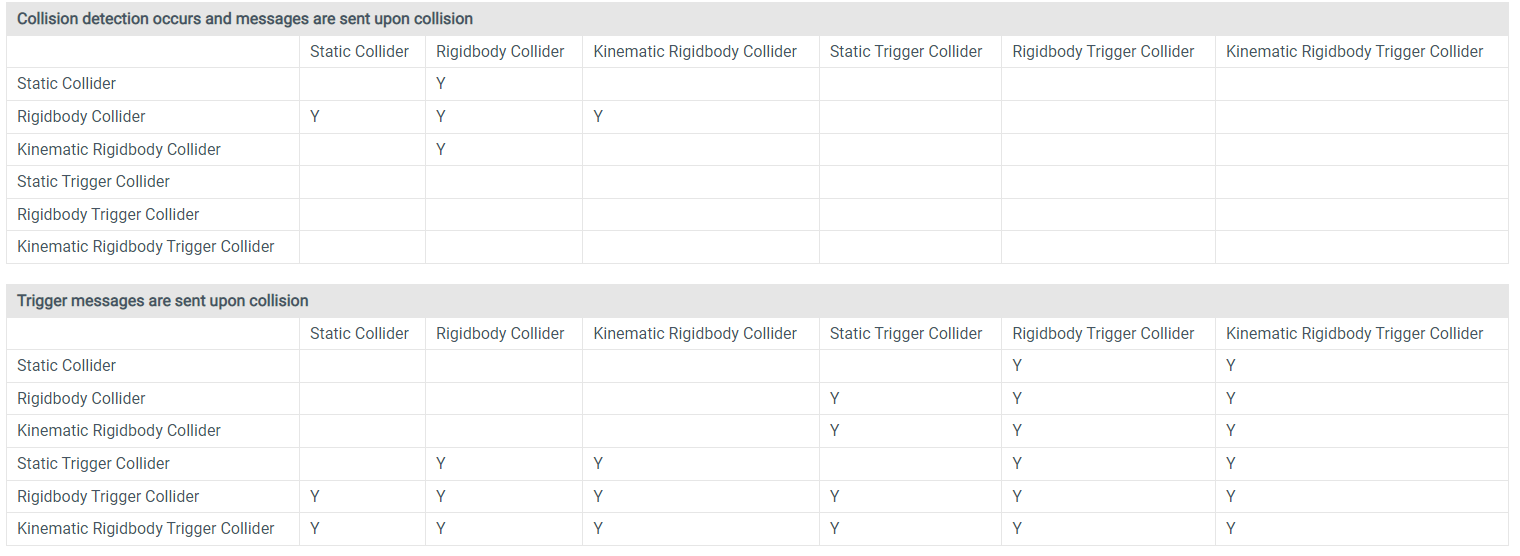 Collision detection occurs and messages are sent upon collision
Static Collider Rigidbody Collider Kinematic Rigidbody Collider Static Trigger Collider Rigidbody Trigger Collider Kinematic Rigidbody Trigger Collider
Static Collider Y
Rigidbody Collider Y Y Y
Kinematic Rigidbody Collider Y
Static Trigger Collider
Rigidbody Trigger Collider
Kinematic Rigidbody Trigger Collider
Trigger messages are sent upon collision
Static Collider Rigidbody Collider Kinematic Rigidbody Collider Static Trigger Collider Rigidbody Trigger Collider Kinematic Rigidbody Trigger Collider
Static Collider Y Y
Rigidbody Collider Y Y Y
Kinematic Rigidbody Collider Y Y Y
Static Trigger Collider Y Y Y Y
Rigidbody Trigger Collider Y Y Y Y Y Y
Kinematic Rigidbody Trigger Collider Y Y Y Y Y Y